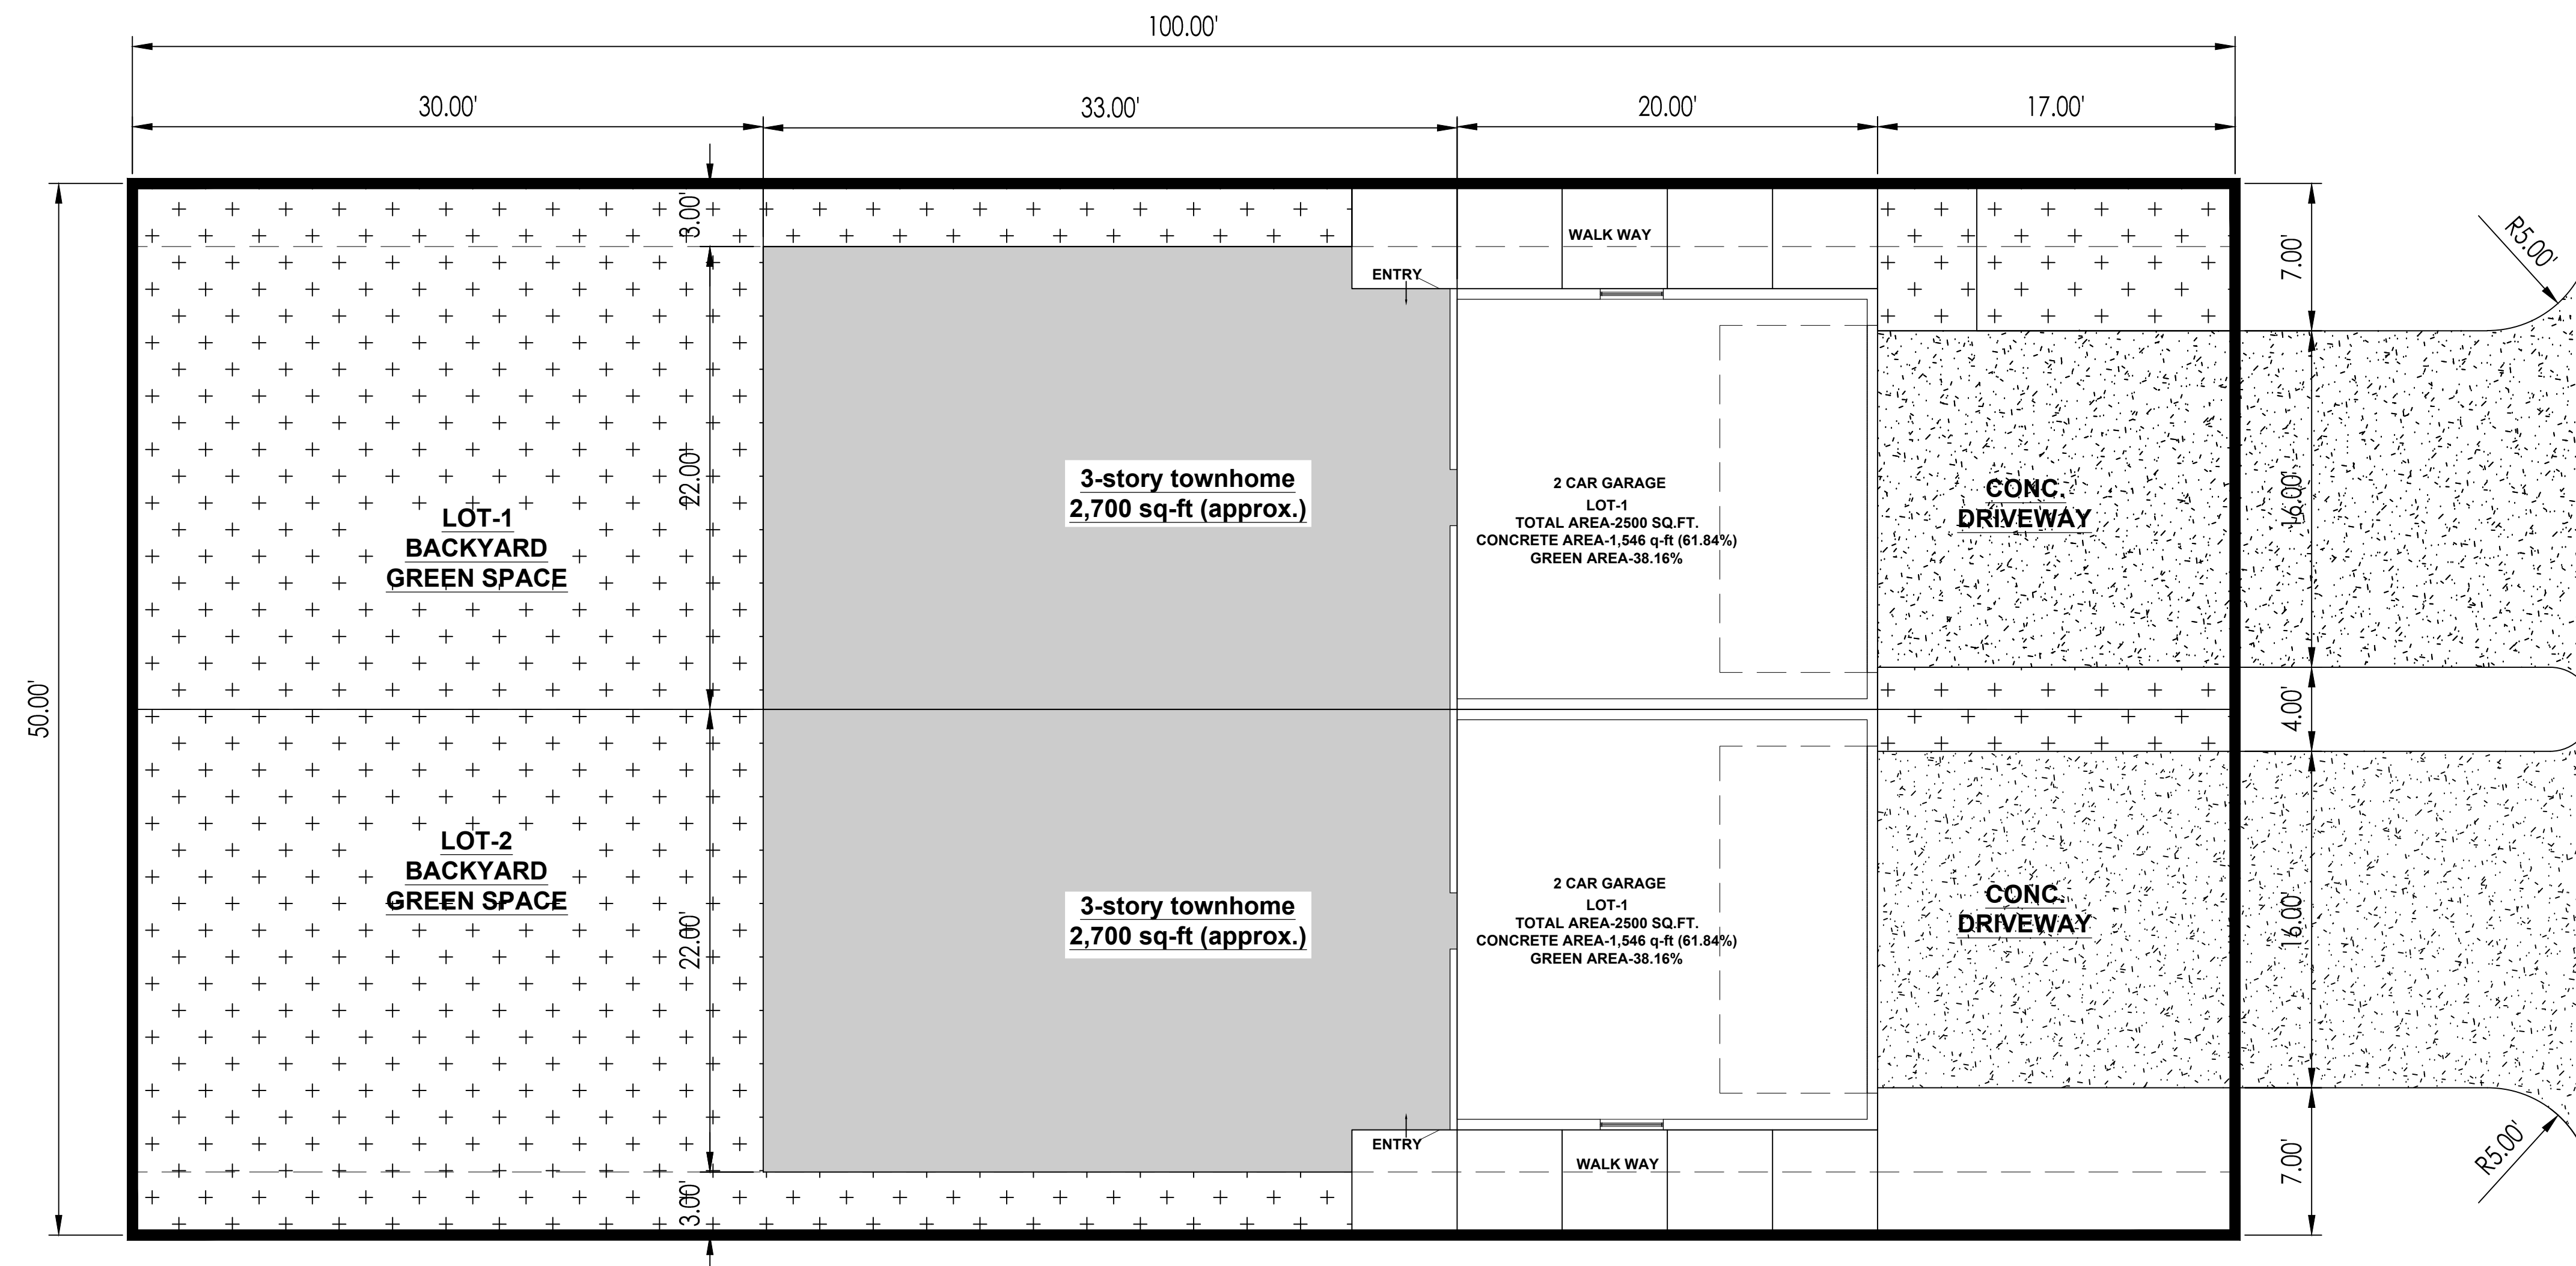 100.00'
30.00'
33.00'
20.00'
17.00'
3.00'
WALK WAY
7.00'
R5.00'
ENTRY
22.00'
3-story townhome
2,700 sq-ft (approx.)
2 CAR GARAGE
LOT-1
TOTAL AREA-2500 SQ.FT.
CONCRETE AREA-1,546 q-ft (61.84%)
GREEN AREA-38.16%
CONC.
DRIVEWAY
16.00'
LOT-1
BACKYARD
GREEN SPACE
50.00'
4.00'
LOT-2
BACKYARD
GREEN SPACE
22.00'
3-story townhome
2,700 sq-ft (approx.)
2 CAR GARAGE
LOT-1
TOTAL AREA-2500 SQ.FT.
CONCRETE AREA-1,546 q-ft (61.84%)
GREEN AREA-38.16%
CONC.
DRIVEWAY
16.00'
ENTRY
WALK WAY
7.00'
R5.00'
3.00'